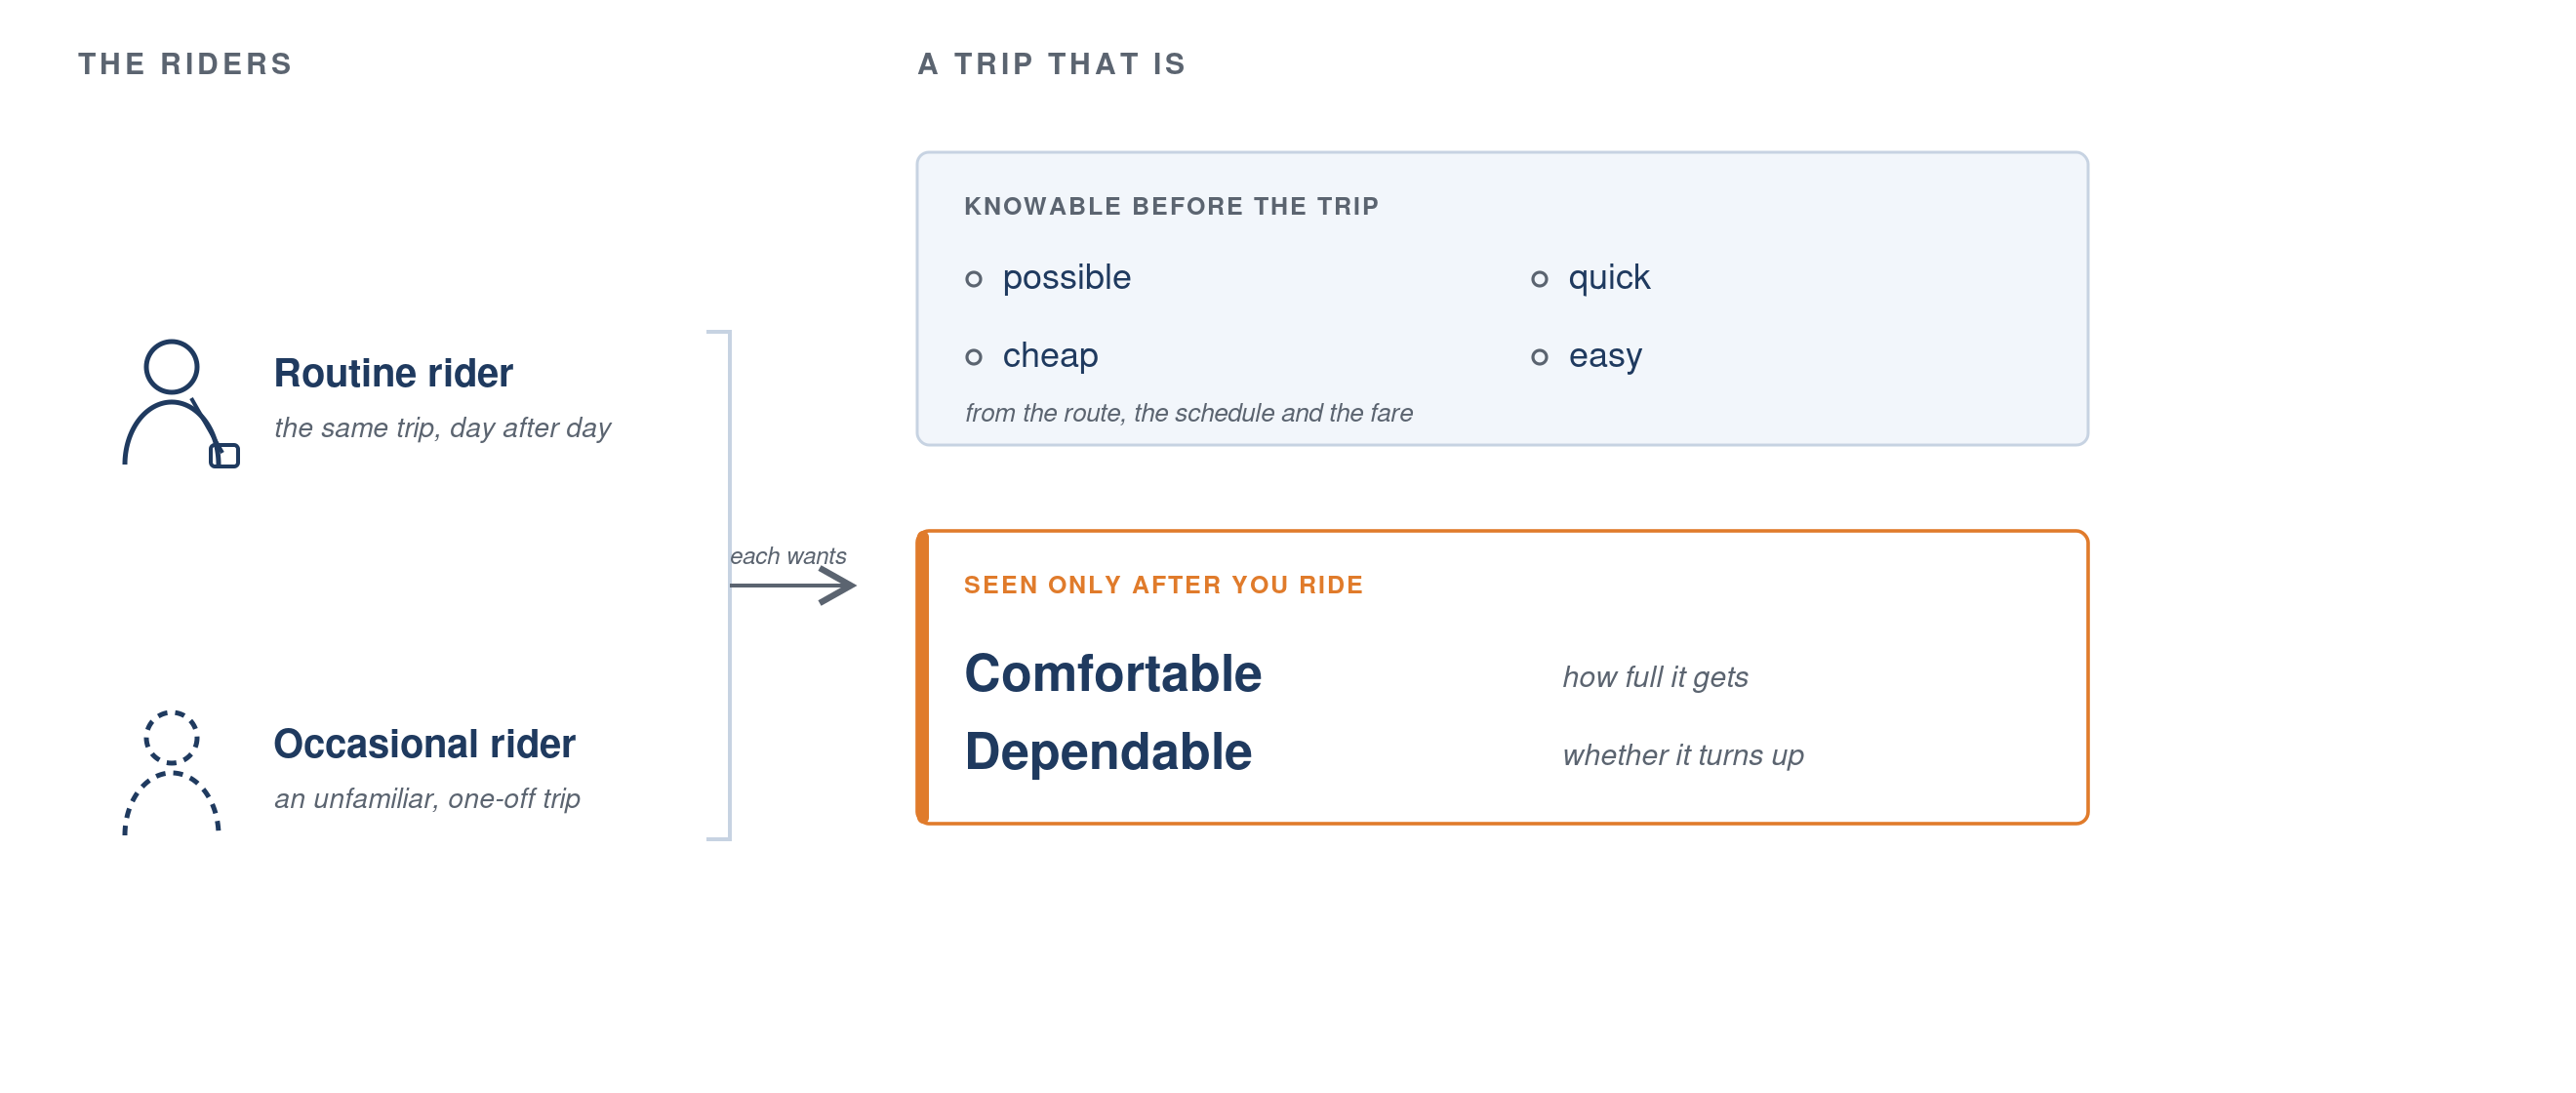 THE RIDERS
A TRIP THAT IS
KNOWABLE BEFORE THE TRIP
possible
quick
cheap
easy
from the route, the schedule and the fare
Routine rider
the same trip, day after day
each wants
SEEN ONLY AFTER YOU RIDE
Comfortable
how full it gets
Dependable
whether it turns up
Occasional rider
an unfamiliar, one-off trip